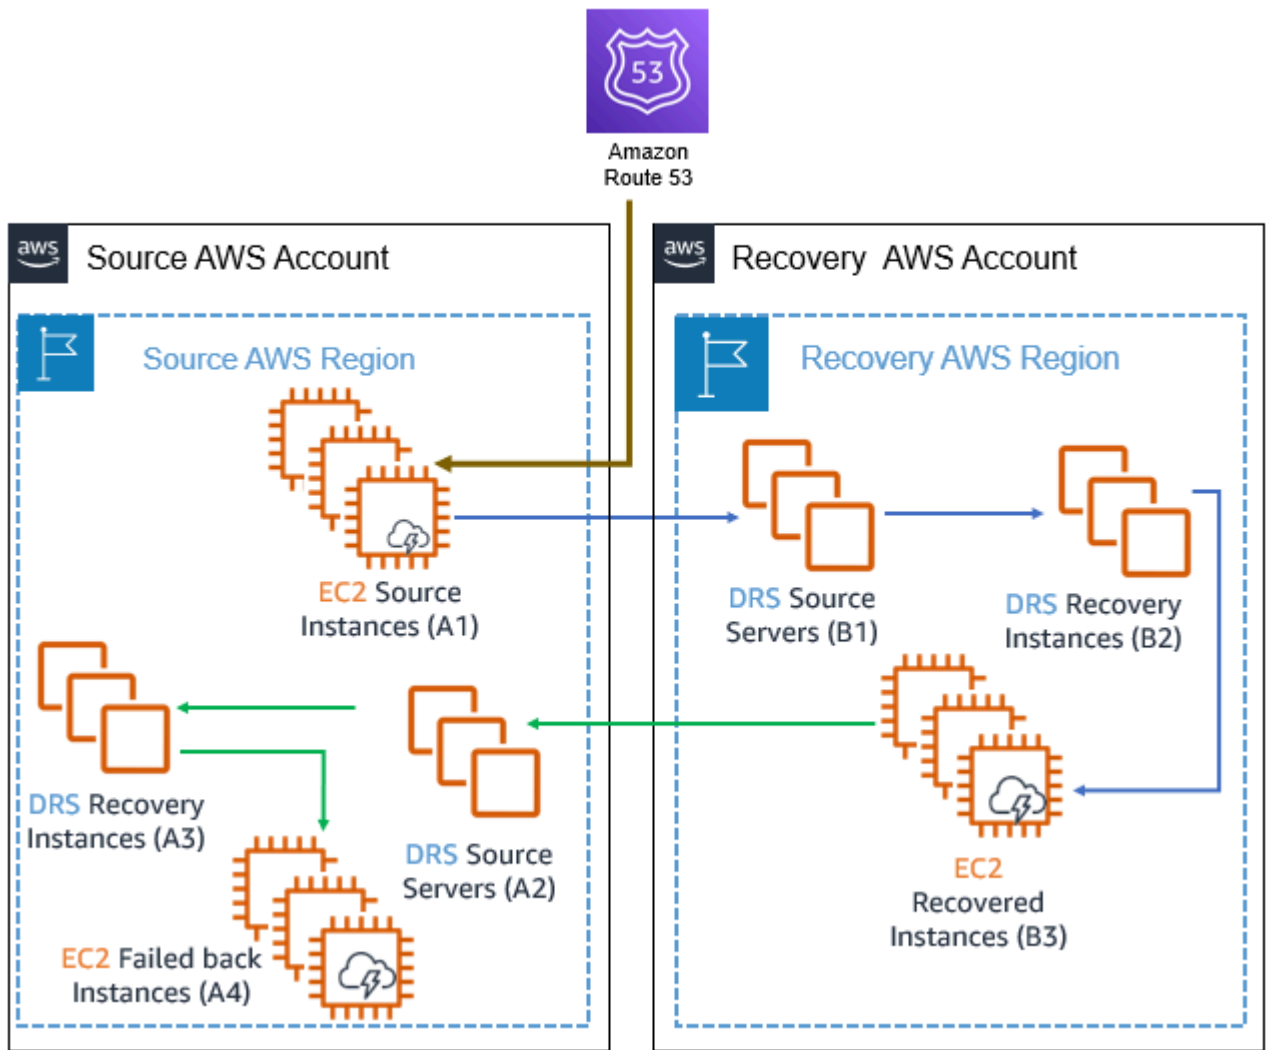 53
Amazon
Route 53
aws
Source AWS Account
aws
Recovery AWS Account
Source AWS Region
Recovery AWS Region
EC2 Source
Instances (A1)
DRS Source
Servers (B1)
DRS Recovery
Instances (B2)
DRS Recovery
Instances (A3)
DRS Source
Servers (A2)
EC2
Recovered
Instances (B3)
EC2 Failed back
Instances (A4)